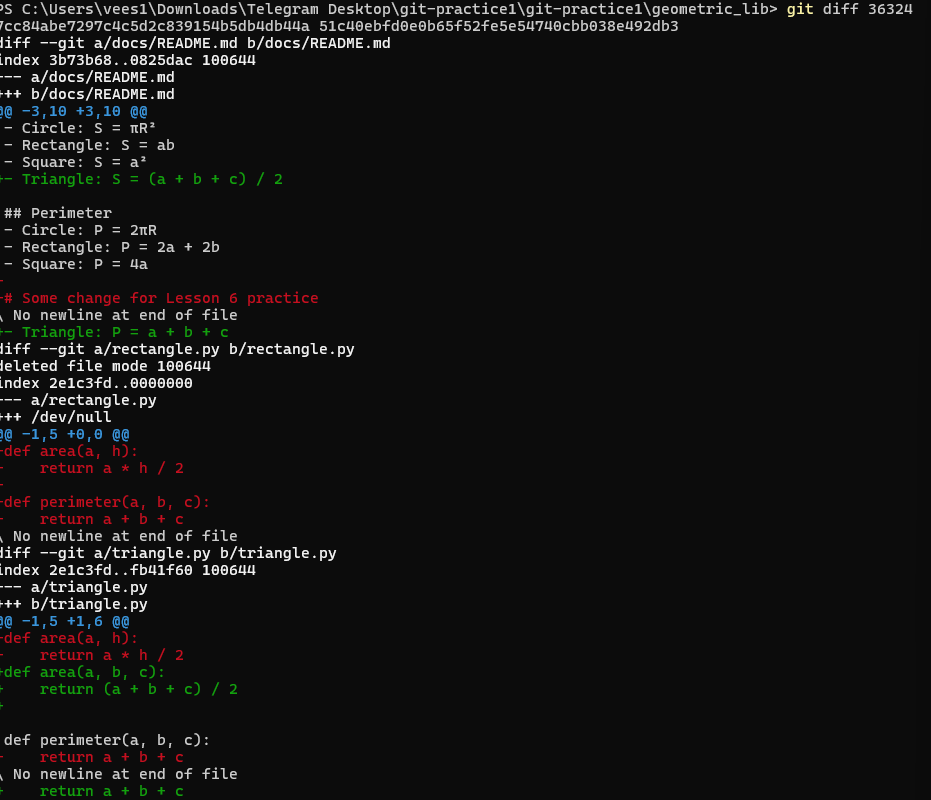 PS C:\Users\vees1\Downloads\Telegram Desktop\git-practice1\git-practice1\geometric_lib> git diff 36324
7cc84abe7297c4c5d2c839154b5db4db44a 51c40ebfd0e0b65f52fe5e54740cbb038e492db3
diff --git a/docs/README.md b/docs/README.md
index 3b73b68..0825dac 100644
--- a/docs/README.md
+++ b/docs/README.md
@@ -3,10 +3,10 @@
 - Circle: S = πR²
 - Rectangle: S = ab
 - Square: S = a²
+- Triangle: S = (a + b + c) / 2

 ## Perimeter
 - Circle: P = 2πR
 - Rectangle: P = 2a + 2b
 - Square: P = 4a
-
-# Some change for Lesson 6 practice
\ No newline at end of file
+- Triangle: P = a + b + c
diff --git a/rectangle.py b/rectangle.py
deleted file mode 100644
index 2e1c3fd..0000000
--- a/rectangle.py
+++ /dev/null
@@ -1,5 +0,0 @@
-def area(a, h):
-    return a * h / 2
-
-def perimeter(a, b, c):
-    return a + b + c
\ No newline at end of file
diff --git a/triangle.py b/triangle.py
index 2e1c3fd..fb41f60 100644
--- a/triangle.py
+++ b/triangle.py
@@ -1,5 +1,6 @@
-def area(a, h):
-    return a * h / 2
+def area(a, b, c):
+    return (a + b + c) / 2
+

 def perimeter(a, b, c):
-    return a + b + c
\ No newline at end of file
+    return a + b + c